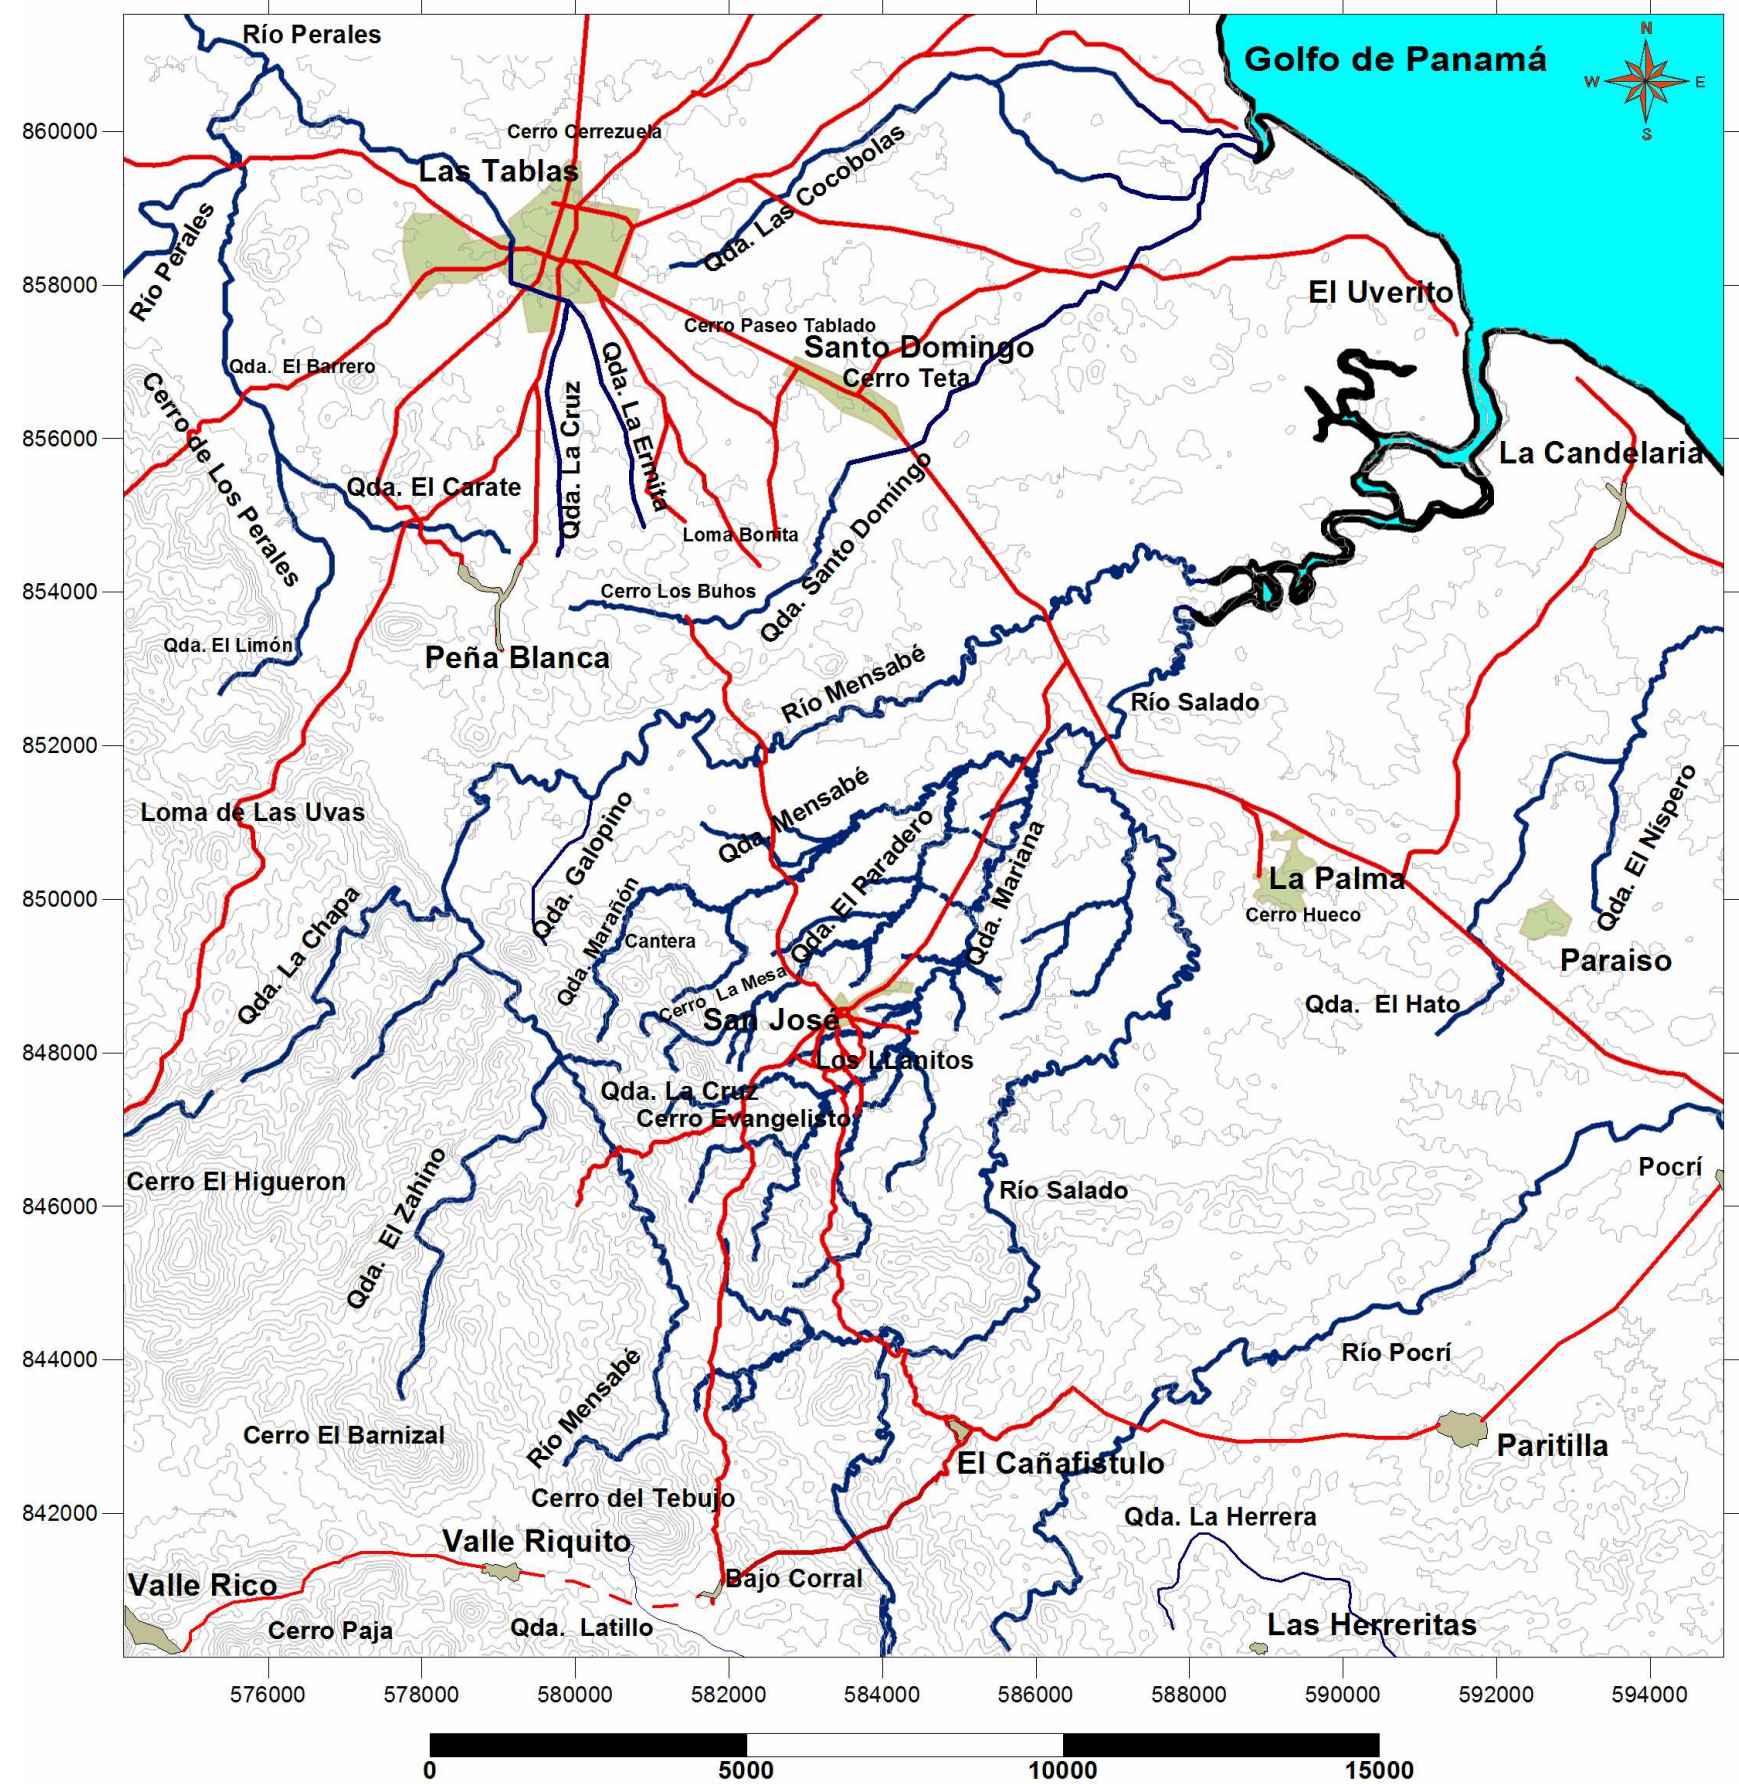 Río Perales
Golfo de Panamá
N
W
E
S
860000
Cerro Cerrezuela
Las Tablas
Qda. Las Cocobolas
Río Perales
858000
El Uverito
Cerro Paseo Tablado
Santo Domingo
Cerro Teta
Qda. El Barrero
Qda. La Cruz
Qda. La Ermita
Cerro de Los Perales
856000
La Candelaria
Qda. El Carate
Loma Bonita
Qda. Santo Domíngo
854000
Cerro Los Buhos
Qda. El Limón
Peña Blanca
Río Mensabé
Río Salado
852000
Loma de Las Uvas
Qda. Mensabé
Qda. Galopino
Qda. El Paradero
Qda. Mariana
Qda. El Níspero
850000
La Palma
Cerro Hueco
Qda. La Chapa
Qda. Marañón
Cantera
Paraiso
Cerro La Mesa
Qda. El Hato
San José
848000
Los LLanitos
Qda. La Cruz
Cerro Evangelisto
Pocrí
Cerro El Higueron
Río Salado
846000
Qda. El Zahino
844000
Río Pocrí
Río Mensabé
Cerro El Barnizal
Paritilla
El Cañafistulo
Cerro del Tebujo
842000
Qda. La Herrera
Valle Riquito
Valle Rico
Bajo Corral
Cerro Paja
Qda. Latillo
Las Herreritas
576000
578000
580000
582000
584000
586000
588000
590000
592000
594000
0
5000
10000
15000